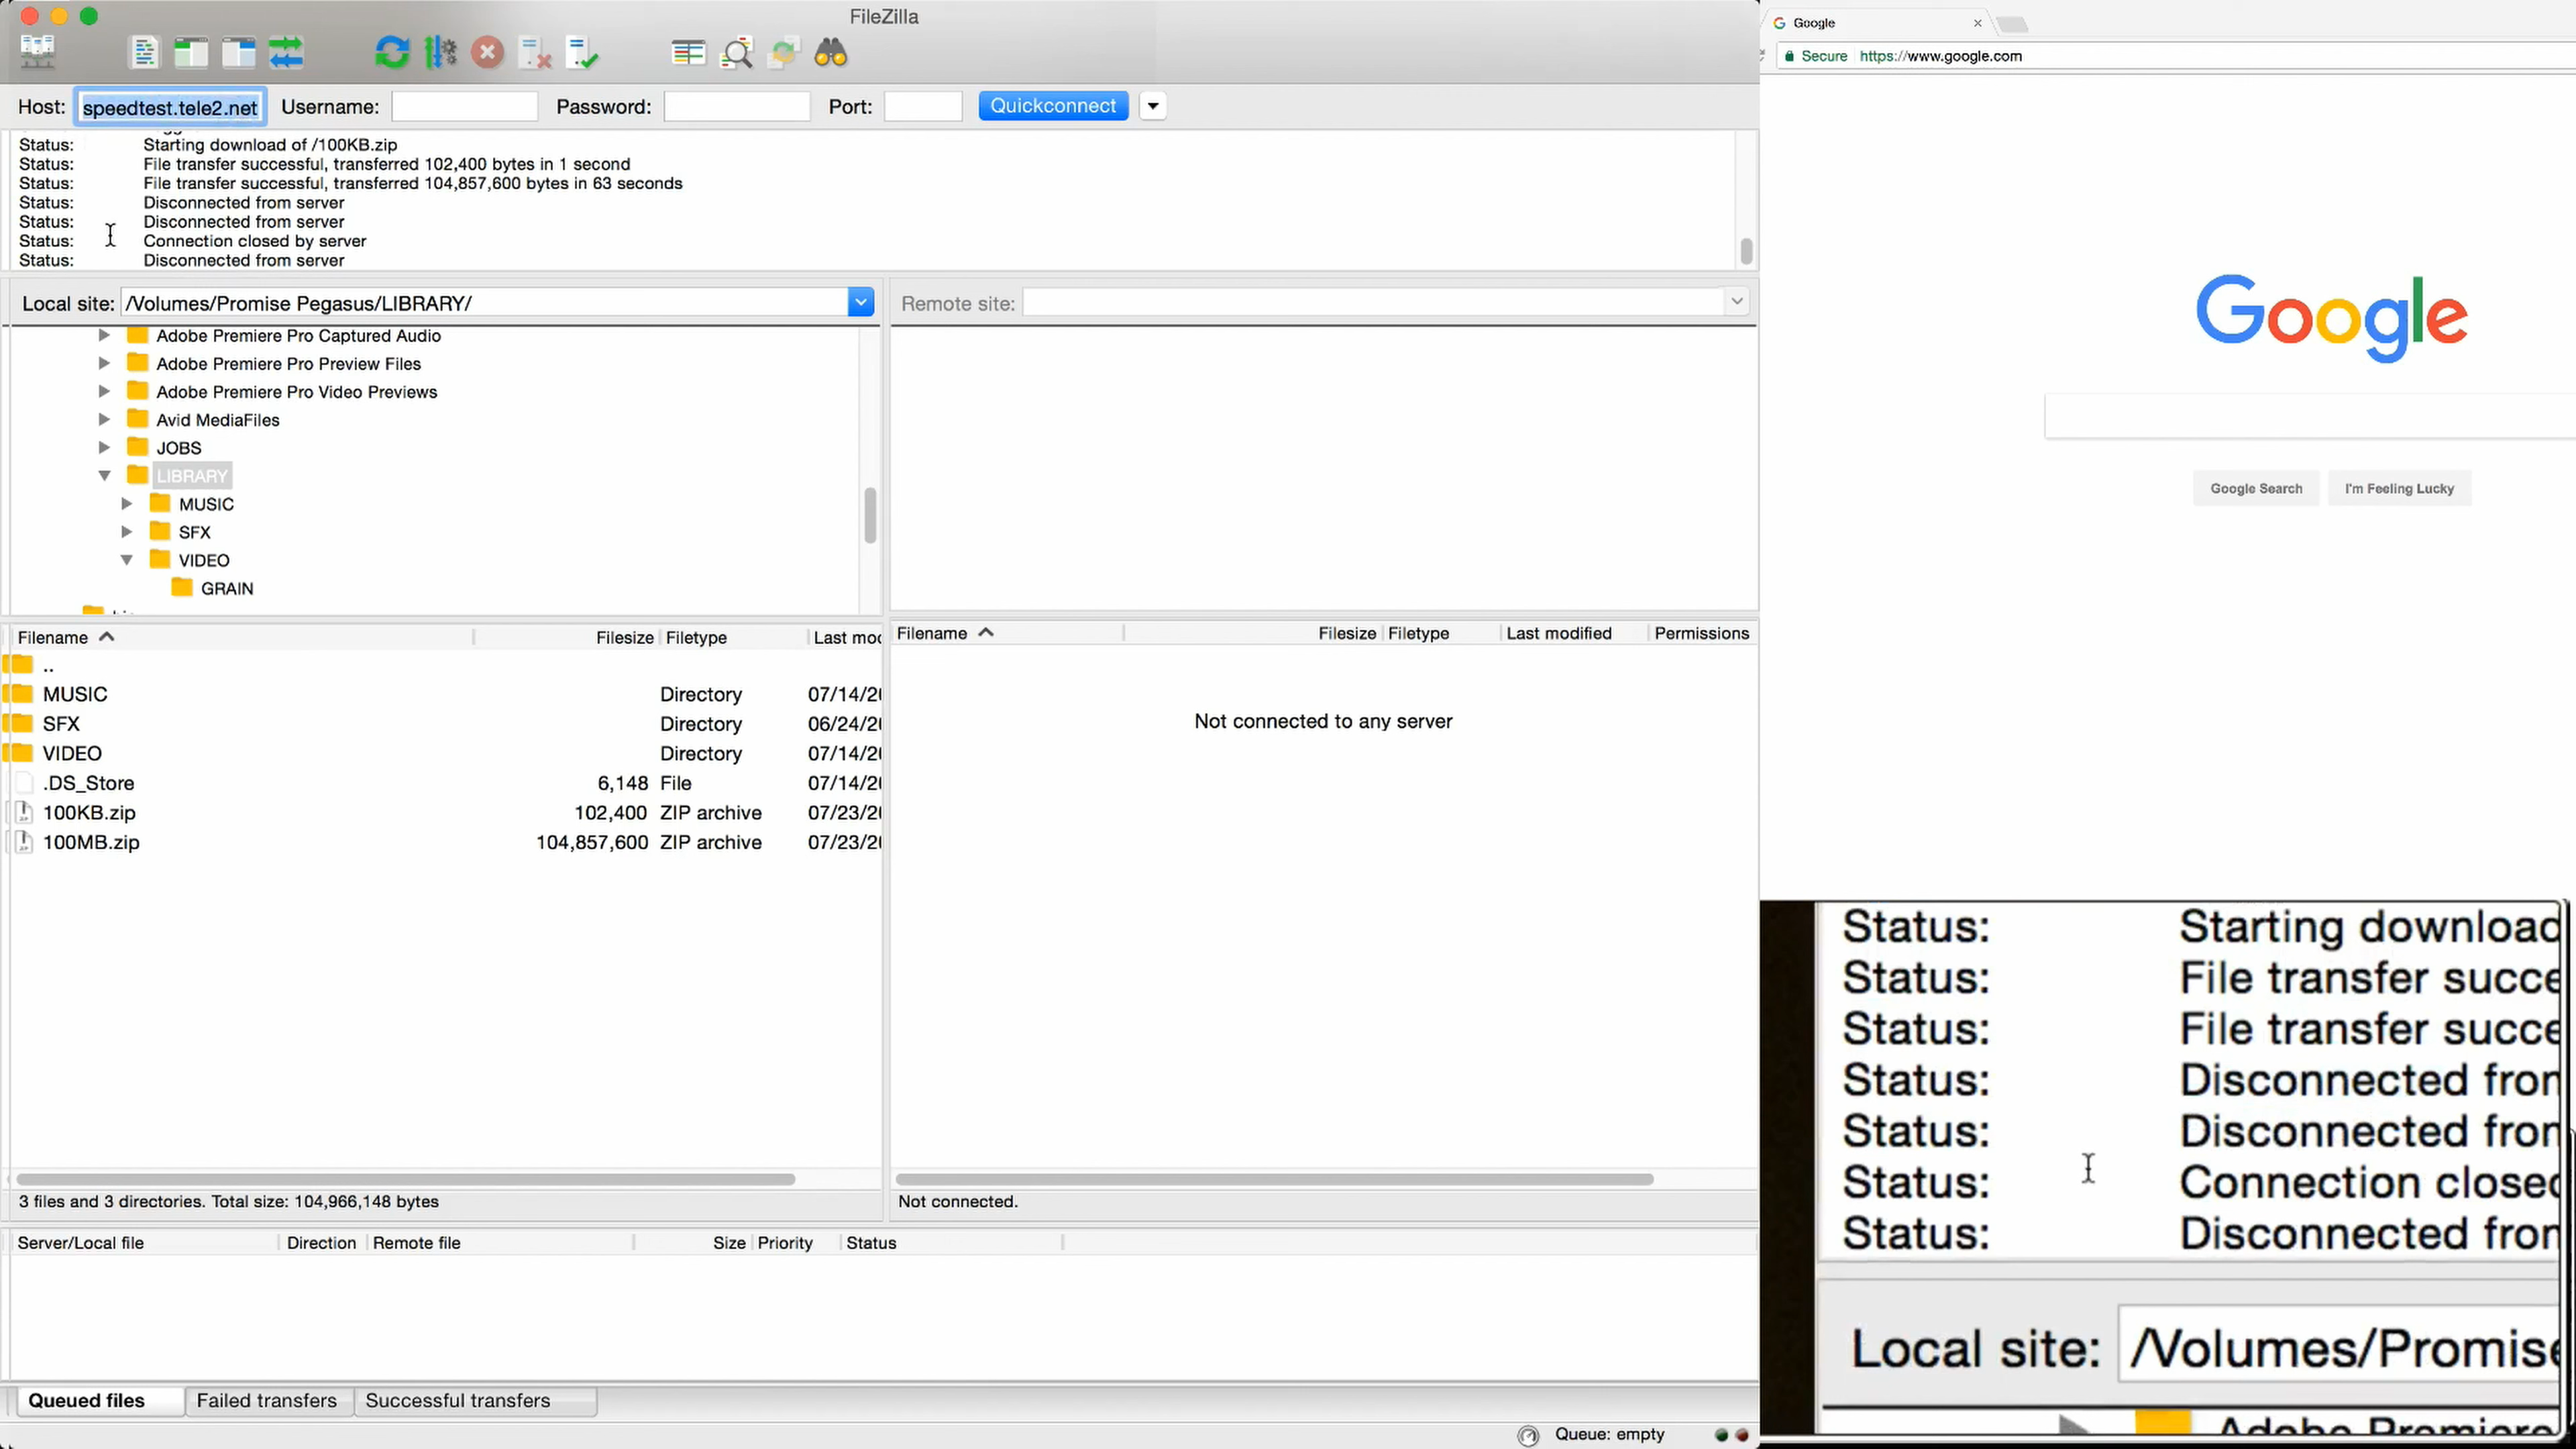 FileZilla
Host: speedtest.tele2.net Username: Password: Port: Quickconnect
Status: Starting download of /100KB.zip
Status: File transfer successful, transferred 102,400 bytes in 1 second
Status: File transfer successful, transferred 104,857,600 bytes in 63 seconds
Status: Disconnected from server
Status: Disconnected from server
Status: Connection closed by server
Status: Disconnected from server
Local site: /Volumes/Promise Pegasus/LIBRARY/
Adobe Premiere Pro Captured Audio
Adobe Premiere Pro Preview Files
Adobe Premiere Pro Video Previews
Avid MediaFiles
JOBS
LIBRARY
MUSIC
SFX
VIDEO
GRAIN
Filename Filesize Filetype Last mod
..
MUSIC Directory 07/14/20
SFX Directory 06/24/20
VIDEO Directory 07/14/20
.DS_Store 6,148 File 07/14/20
100KB.zip 102,400 ZIP archive 07/23/20
100MB.zip 104,857,600 ZIP archive 07/23/20
3 files and 3 directories. Total size: 104,966,148 bytes
Remote site:
Filename Filesize Filetype Last modified Permissions
Not connected to any server
Not connected.
Server/Local file Direction Remote file Size Priority Status
Queued files Failed transfers Successful transfers
Queue: empty
Google
Secure https://www.google.com
Google
Google Search I'm Feeling Lucky
Status: Starting download
Status: File transfer succe
Status: File transfer succe
Status: Disconnected fron
Status: Disconnected fron
Status: Connection closed
Status: Disconnected fron
Local site: /Volumes/Promise
Adobe Premiere